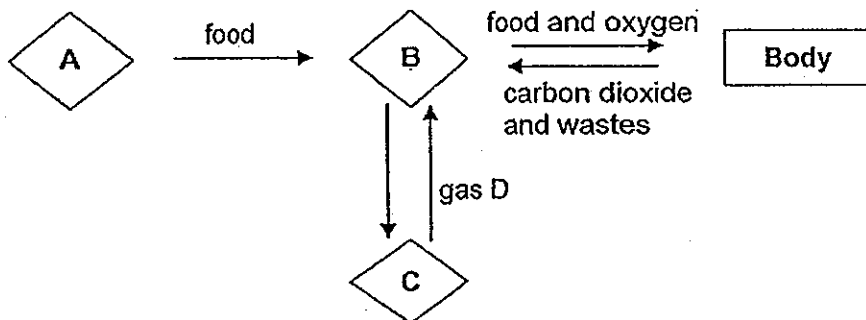 food
food and oxygen
A
B
Body
carbon dioxide
and wastes
gas D
C